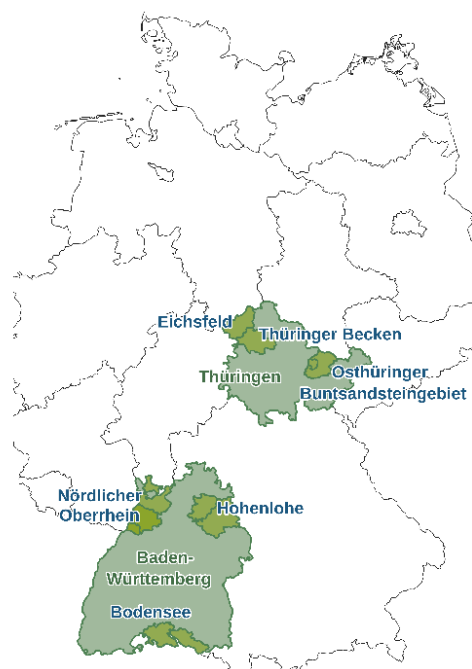 Eichsfeld
Thüringer Becken
Thüringen
Osthüringer
Buntsandsteingebiet
Nördlicher
Oberrhein
Hohenlohe
Baden-
Württemberg
Bodensee